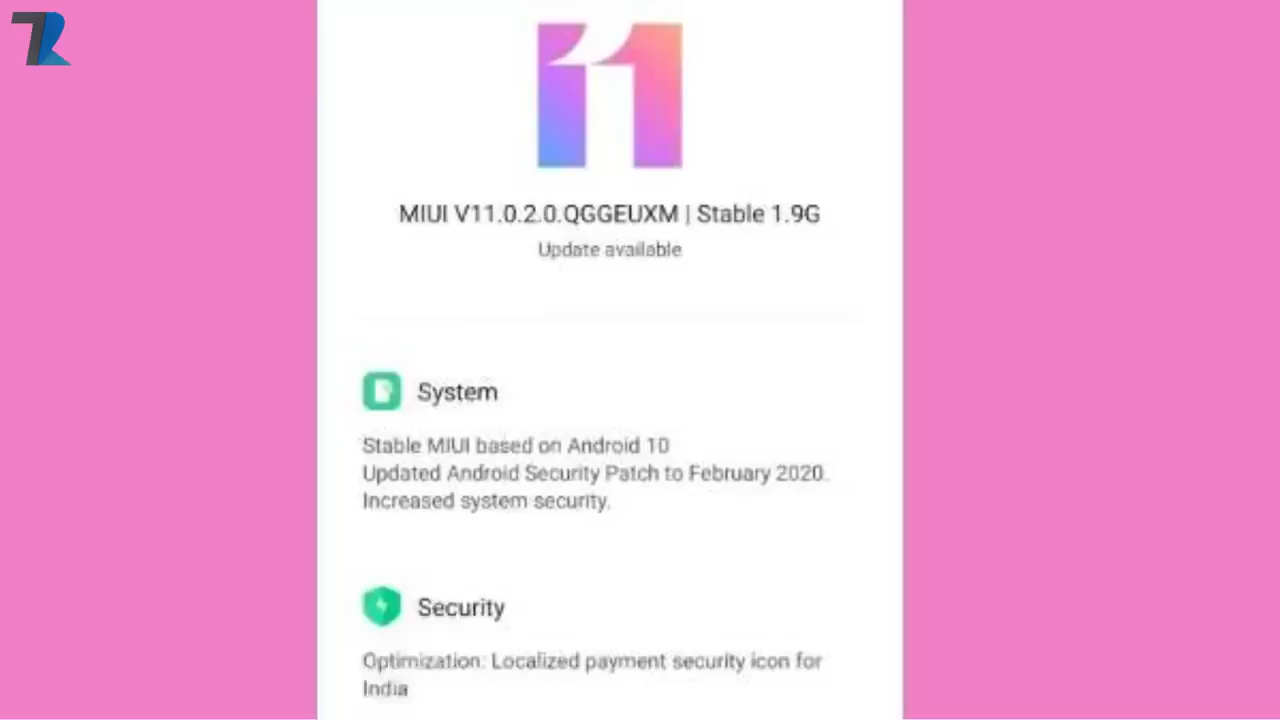 11
MIUI V11.0.2.0.QGGEUXM | Stable 1.9G
Update available
System
Stable MIUI based on Android 10
Updated Android Security Patch to February 2020.
Increased system security.
Security
Optimization: Localized payment security icon for
India